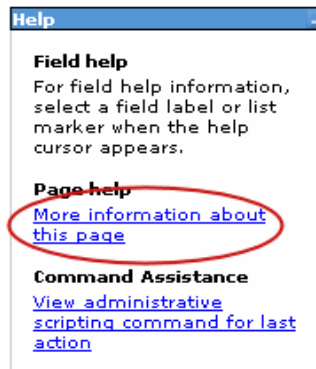 Help
Field help
For field help information,
select a field label or list
marker when the help
cursor appears.
Page help
More information about
this page
Command Assistance
View administrative
scripting command for last
action